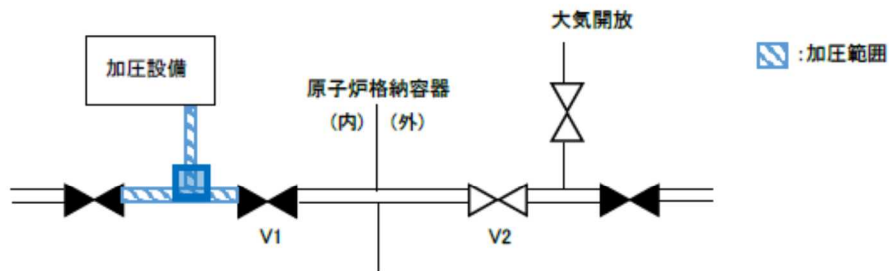 大気開放
加圧設備
:加圧範囲
原子炉格納容器
(内) (外)
V1
V2